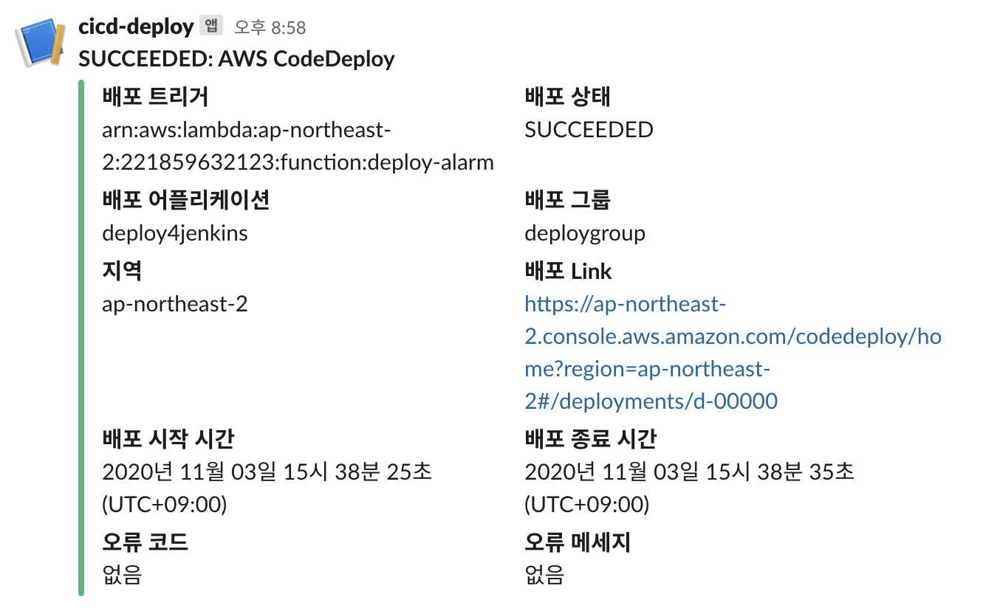 cicd-deploy 앱 오후 8:58
SUCCEEDED: AWS CodeDeploy
배포 트리거
arn:aws:lambda:ap-northeast-
2:221859632123:function:deploy-alarm
배포 상태
SUCCEEDED
배포 어플리케이션
deploy4jenkins
배포 그룹
deploygroup
지역
ap-northeast-2
배포 Link
https://ap-northeast-
2.console.aws.amazon.com/codedeploy/ho
me?region=ap-northeast-
2#/deployments/d-00000
배포 시작 시간
2020년 11월 03일 15시 38분 25초
(UTC+09:00)
배포 종료 시간
2020년 11월 03일 15시 38분 35초
(UTC+09:00)
오류 코드
없음
오류 메세지
없음